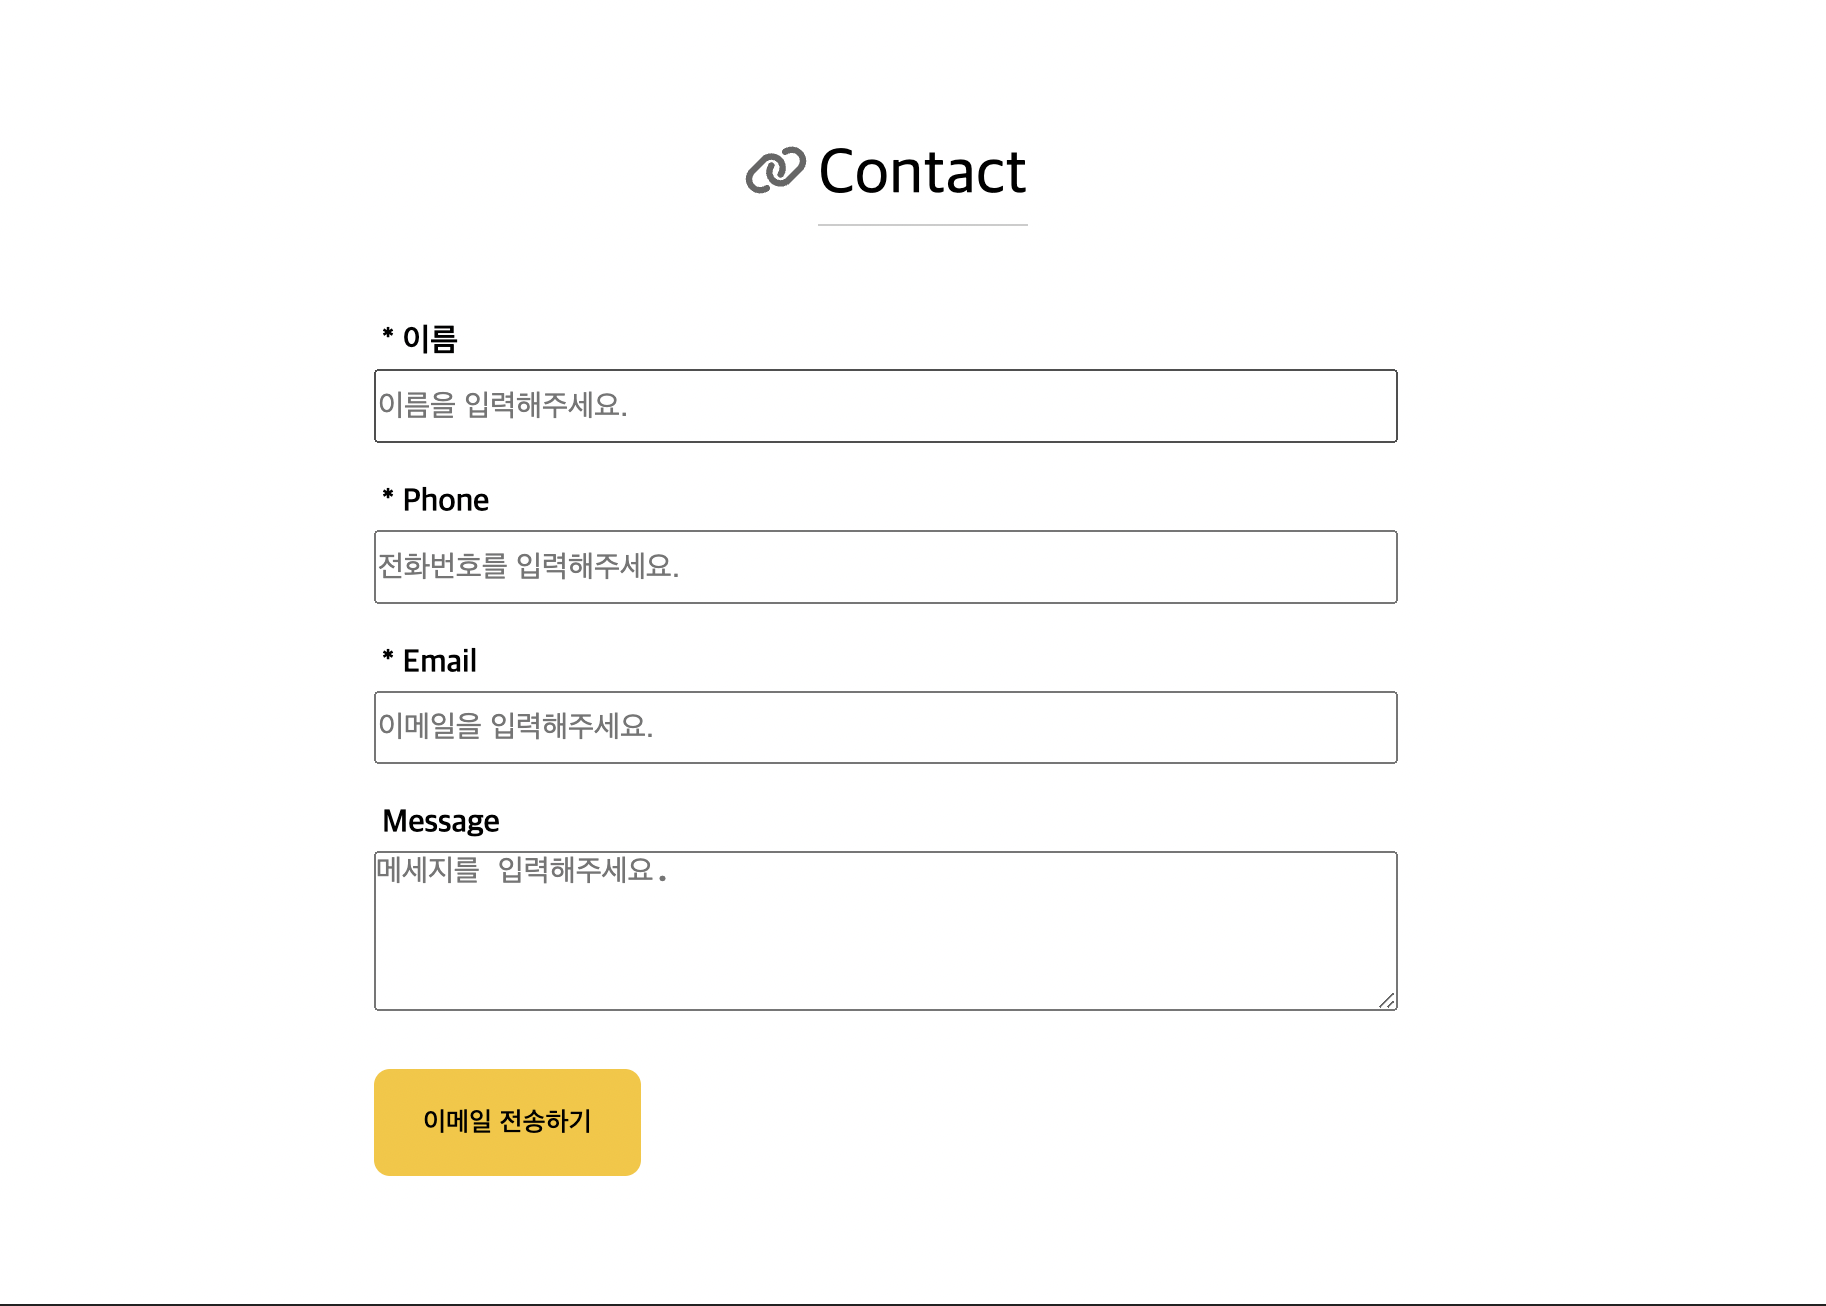 Contact
* 이름
이름을 입력해주세요.
* Phone
전화번호를 입력해주세요.
* Email
이메일을 입력해주세요.
Message
메세지를 입력해주세요.
이메일 전송하기